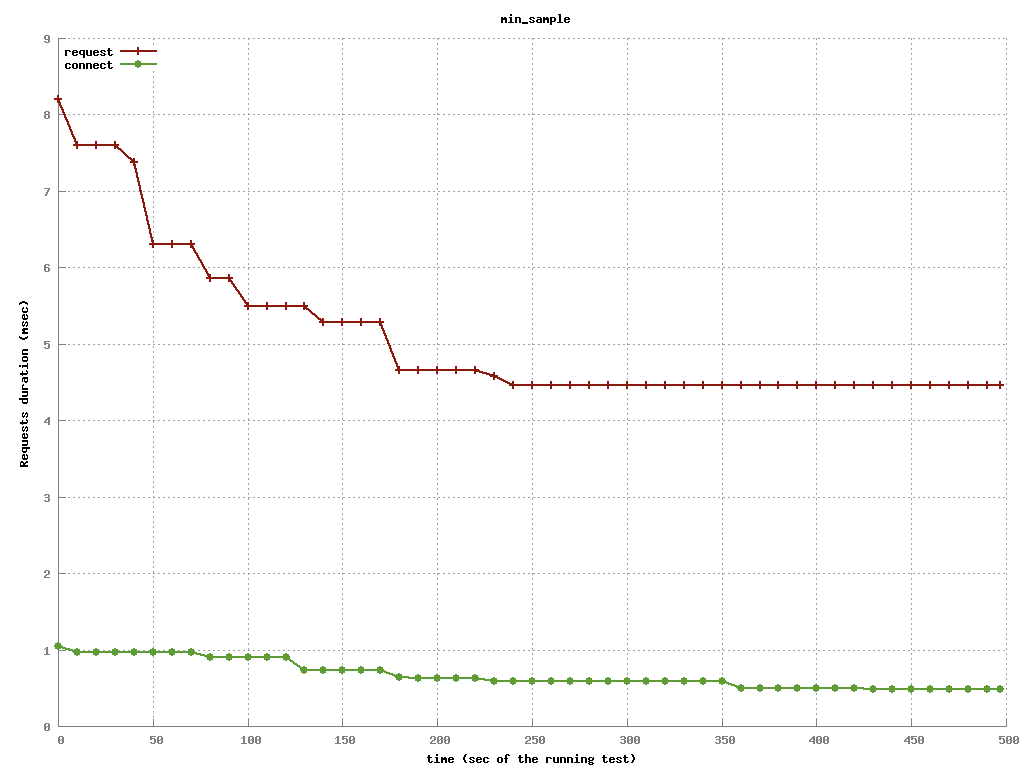 min_sample
request
connect
9
8
7
6
5
4
3
2
1
0
Requests duration (msec)
0 50 100 150 200 250 300 350 400 450 500
time (sec of the running test)